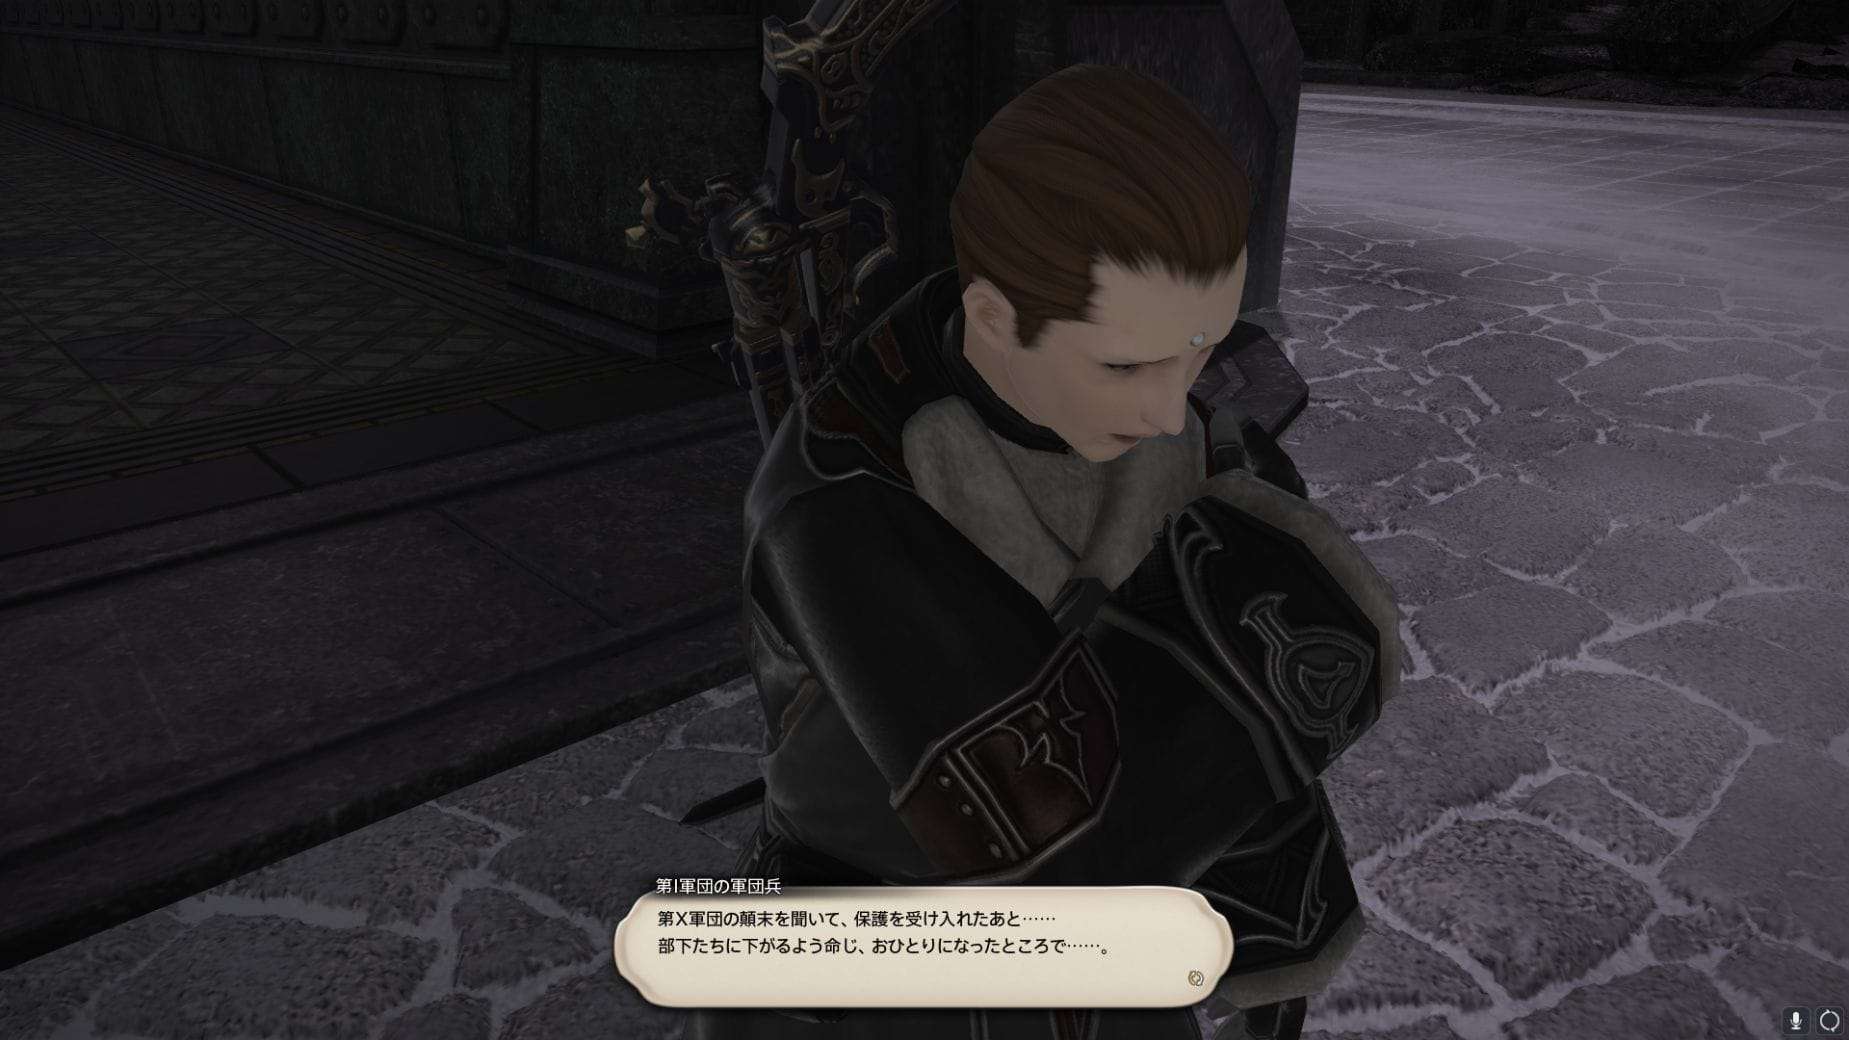 第I軍団の軍団兵
第X軍団の顛末を聞いて、保護を受け入れたあと……
部下たちに下がるよう命じ、おひとりになったところで……。